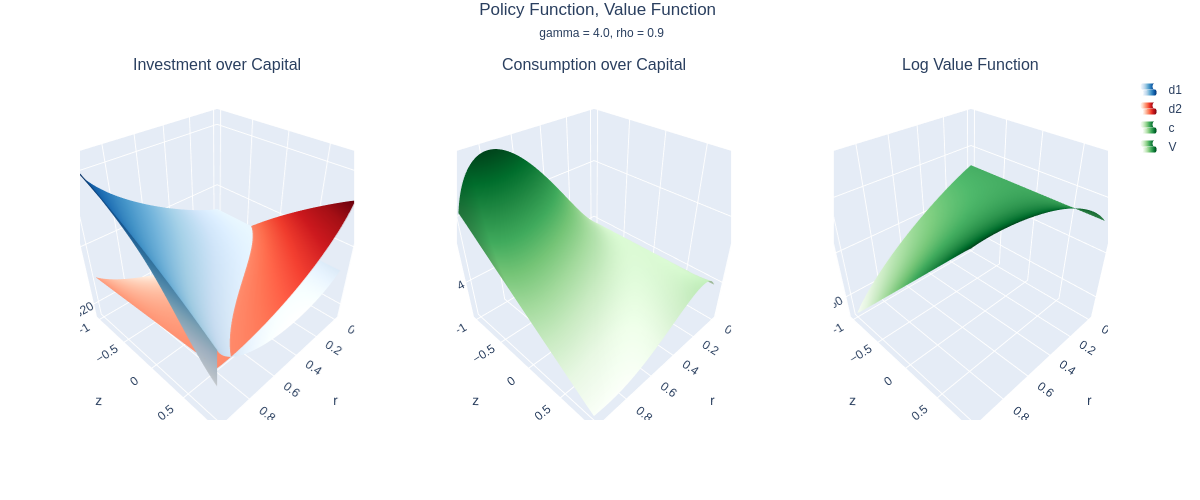 Policy Function, Value Function
gamma = 4.0, rho = 0.9
Investment over Capital
Consumption over Capital
Log Value Function
d1
d2
c
V
20
−1
−0.5
0
0.5
z
0
0.2
0.4
0.6
0.8
r
4
−1
−0.5
0
0.5
z
0
0.2
0.4
0.6
0.8
r
0
−1
−0.5
0
0.5
z
0
0.2
0.4
0.6
0.8
r